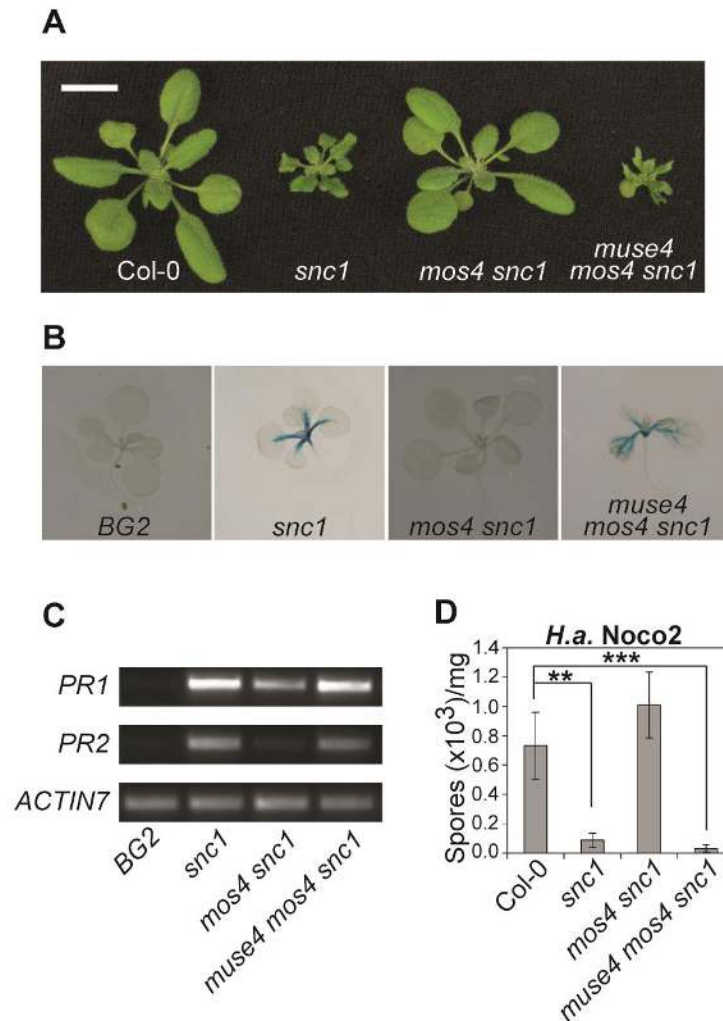 A
Col-0
snc1
mos4 snc1
muse4
mos4 snc1
B
BG2
snc1
mos4 snc1
muse4
mos4 snc1
C
PR1
PR2
ACTIN7
BG2
snc1
mos4 snc1
muse4 mos4 snc1
D
H.a. Noco2
Spores (x10³)/mg
1.4
1.2
1.0
0.8
0.6
0.4
0.2
0.0
**
***
Col-0
snc1
mos4 snc1
muse4 mos4 snc1